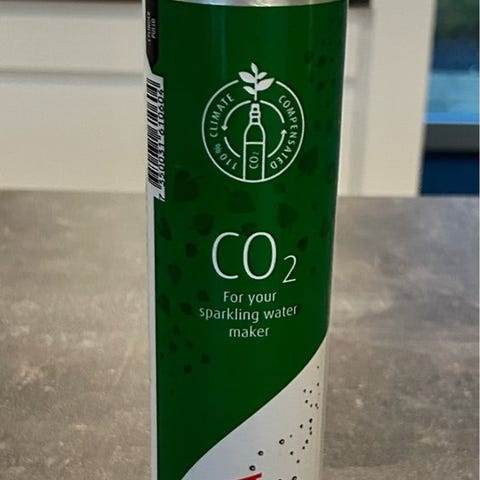 110% CLIMATE COMPENSATED
CO2
CO₂
For your
sparkling water
maker